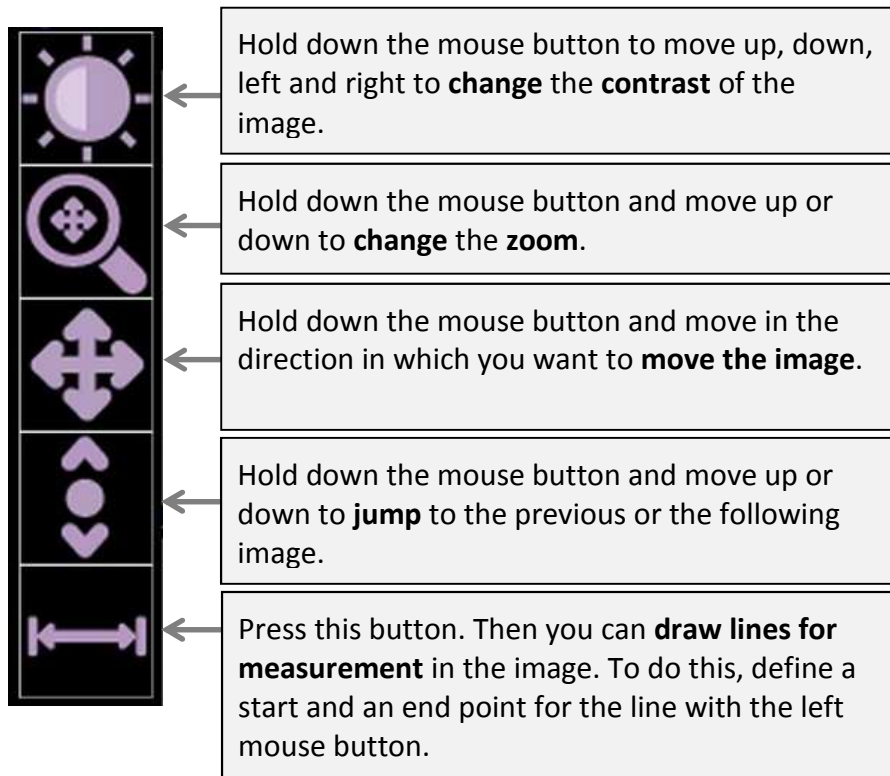 Hold down the mouse button to move up, down,
left and right to change the contrast of the
image.
Hold down the mouse button and move up or
down to change the zoom.
Hold down the mouse button and move in the
direction in which you want to move the image.
Hold down the mouse button and move up or
down to jump to the previous or the following
image.
Press this button. Then you can draw lines for
measurement in the image. To do this, define a
start and an end point for the line with the left
mouse button.